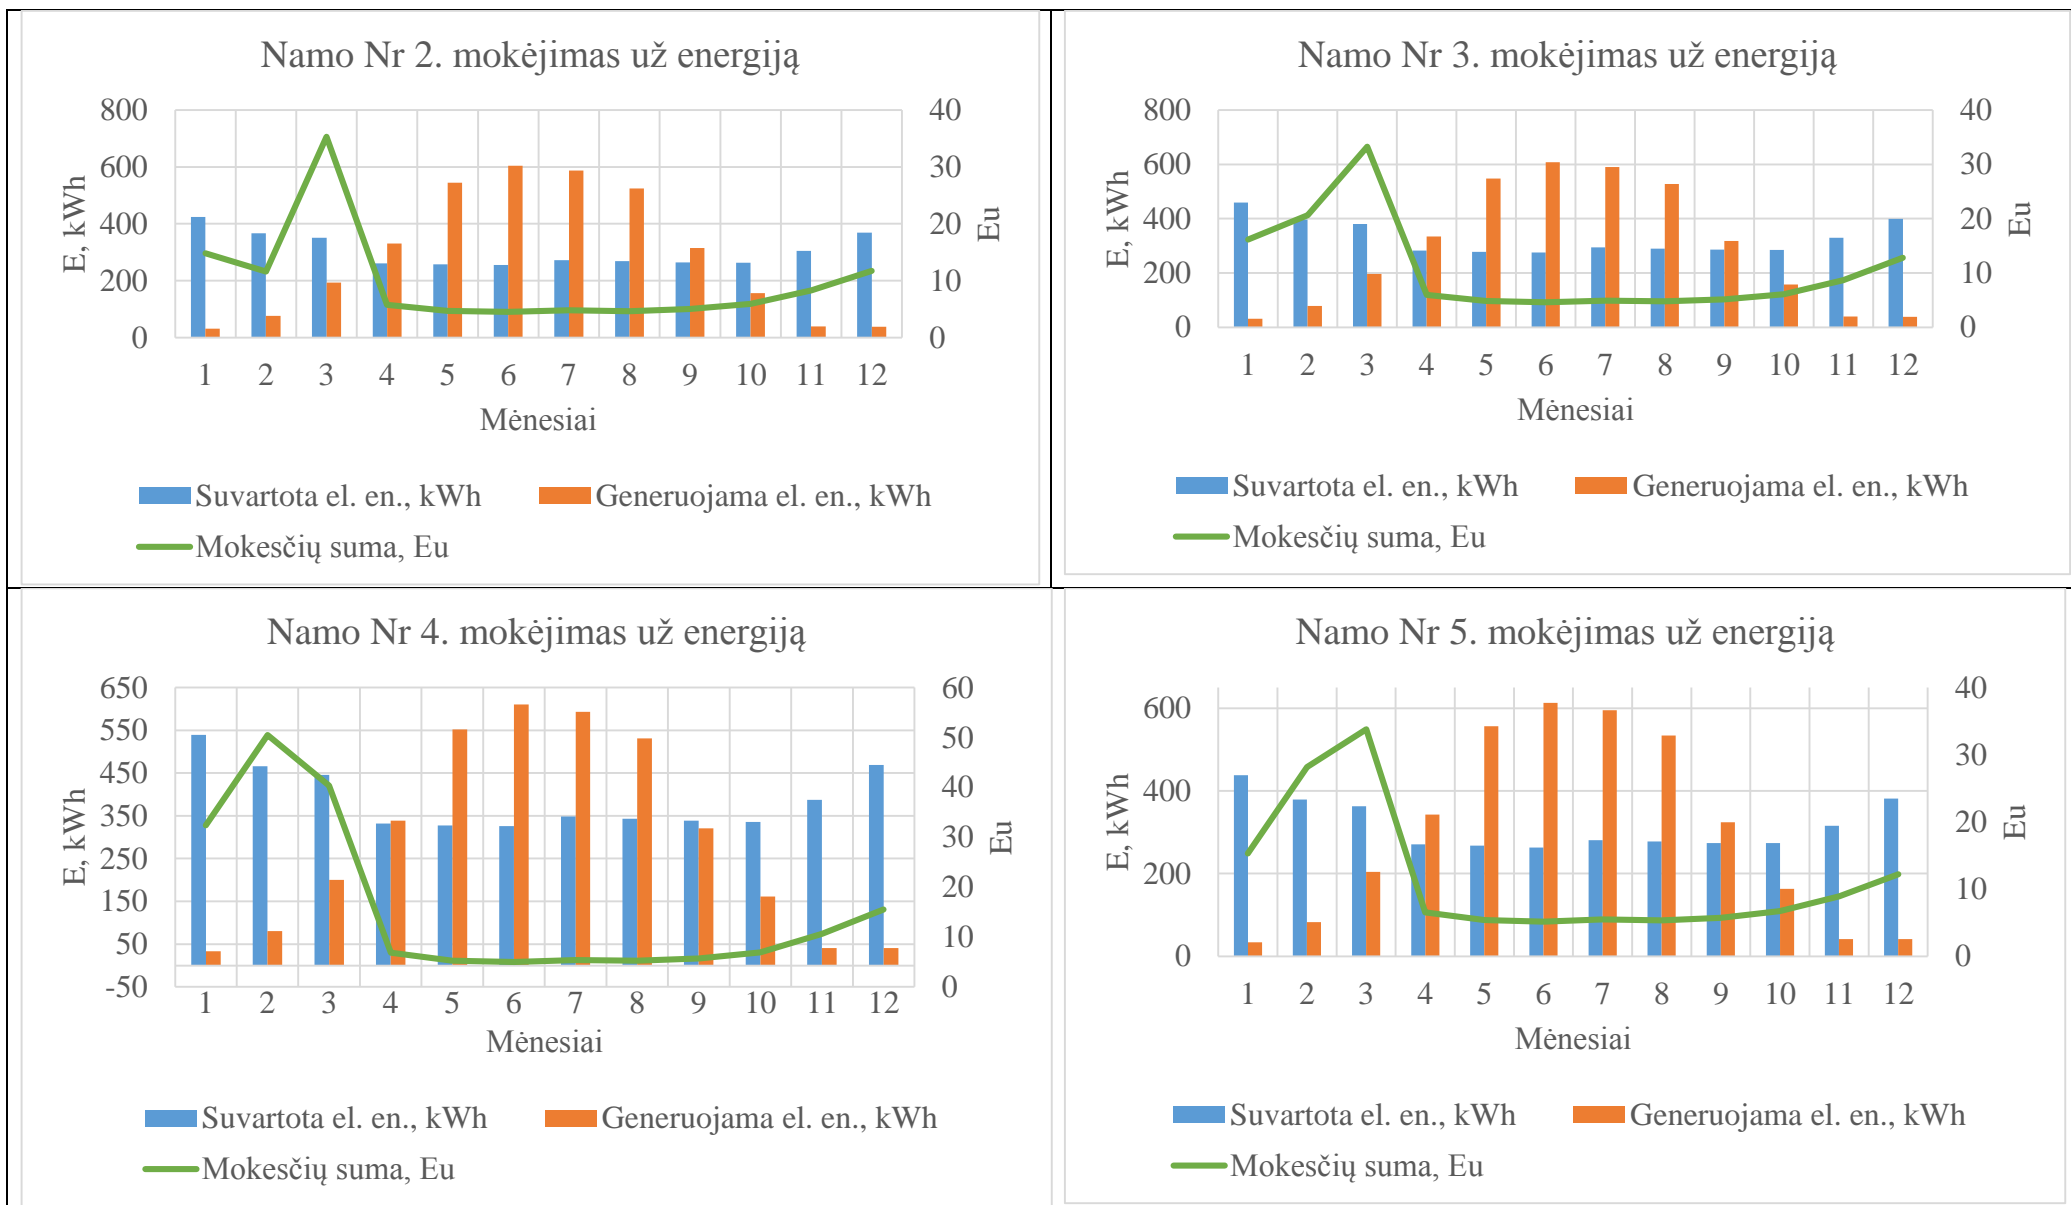 Namo Nr 2. mokėjimas už energiją
800 40
600 30
400 20
200 10
0 0
E, kWh
Eu
1 2 3 4 5 6 7 8 9 10 11 12
Mėnesiai
Suvartota el. en., kWh Generuojama el. en., kWh
Mokesčių suma, Eu
Namo Nr 3. mokėjimas už energiją
800 40
600 30
400 20
200 10
0 0
E, kWh
Eu
1 2 3 4 5 6 7 8 9 10 11 12
Mėnesiai
Suvartota el. en., kWh Generuojama el. en., kWh
Mokesčių suma, Eu
Namo Nr 4. mokėjimas už energiją
650 60
550 50
450 40
350 30
250 20
150 10
50 0
-50
E, kWh
Eu
1 2 3 4 5 6 7 8 9 10 11 12
Mėnesiai
Suvartota el. en., kWh Generuojama el. en., kWh
Mokesčių suma, Eu
Namo Nr 5. mokėjimas už energiją
600 40
400 30
200 20
0 10
0
E, kWh
Eu
1 2 3 4 5 6 7 8 9 10 11 12
Mėnesiai
Suvartota el. en., kWh Generuojama el. en., kWh
Mokesčių suma, Eu